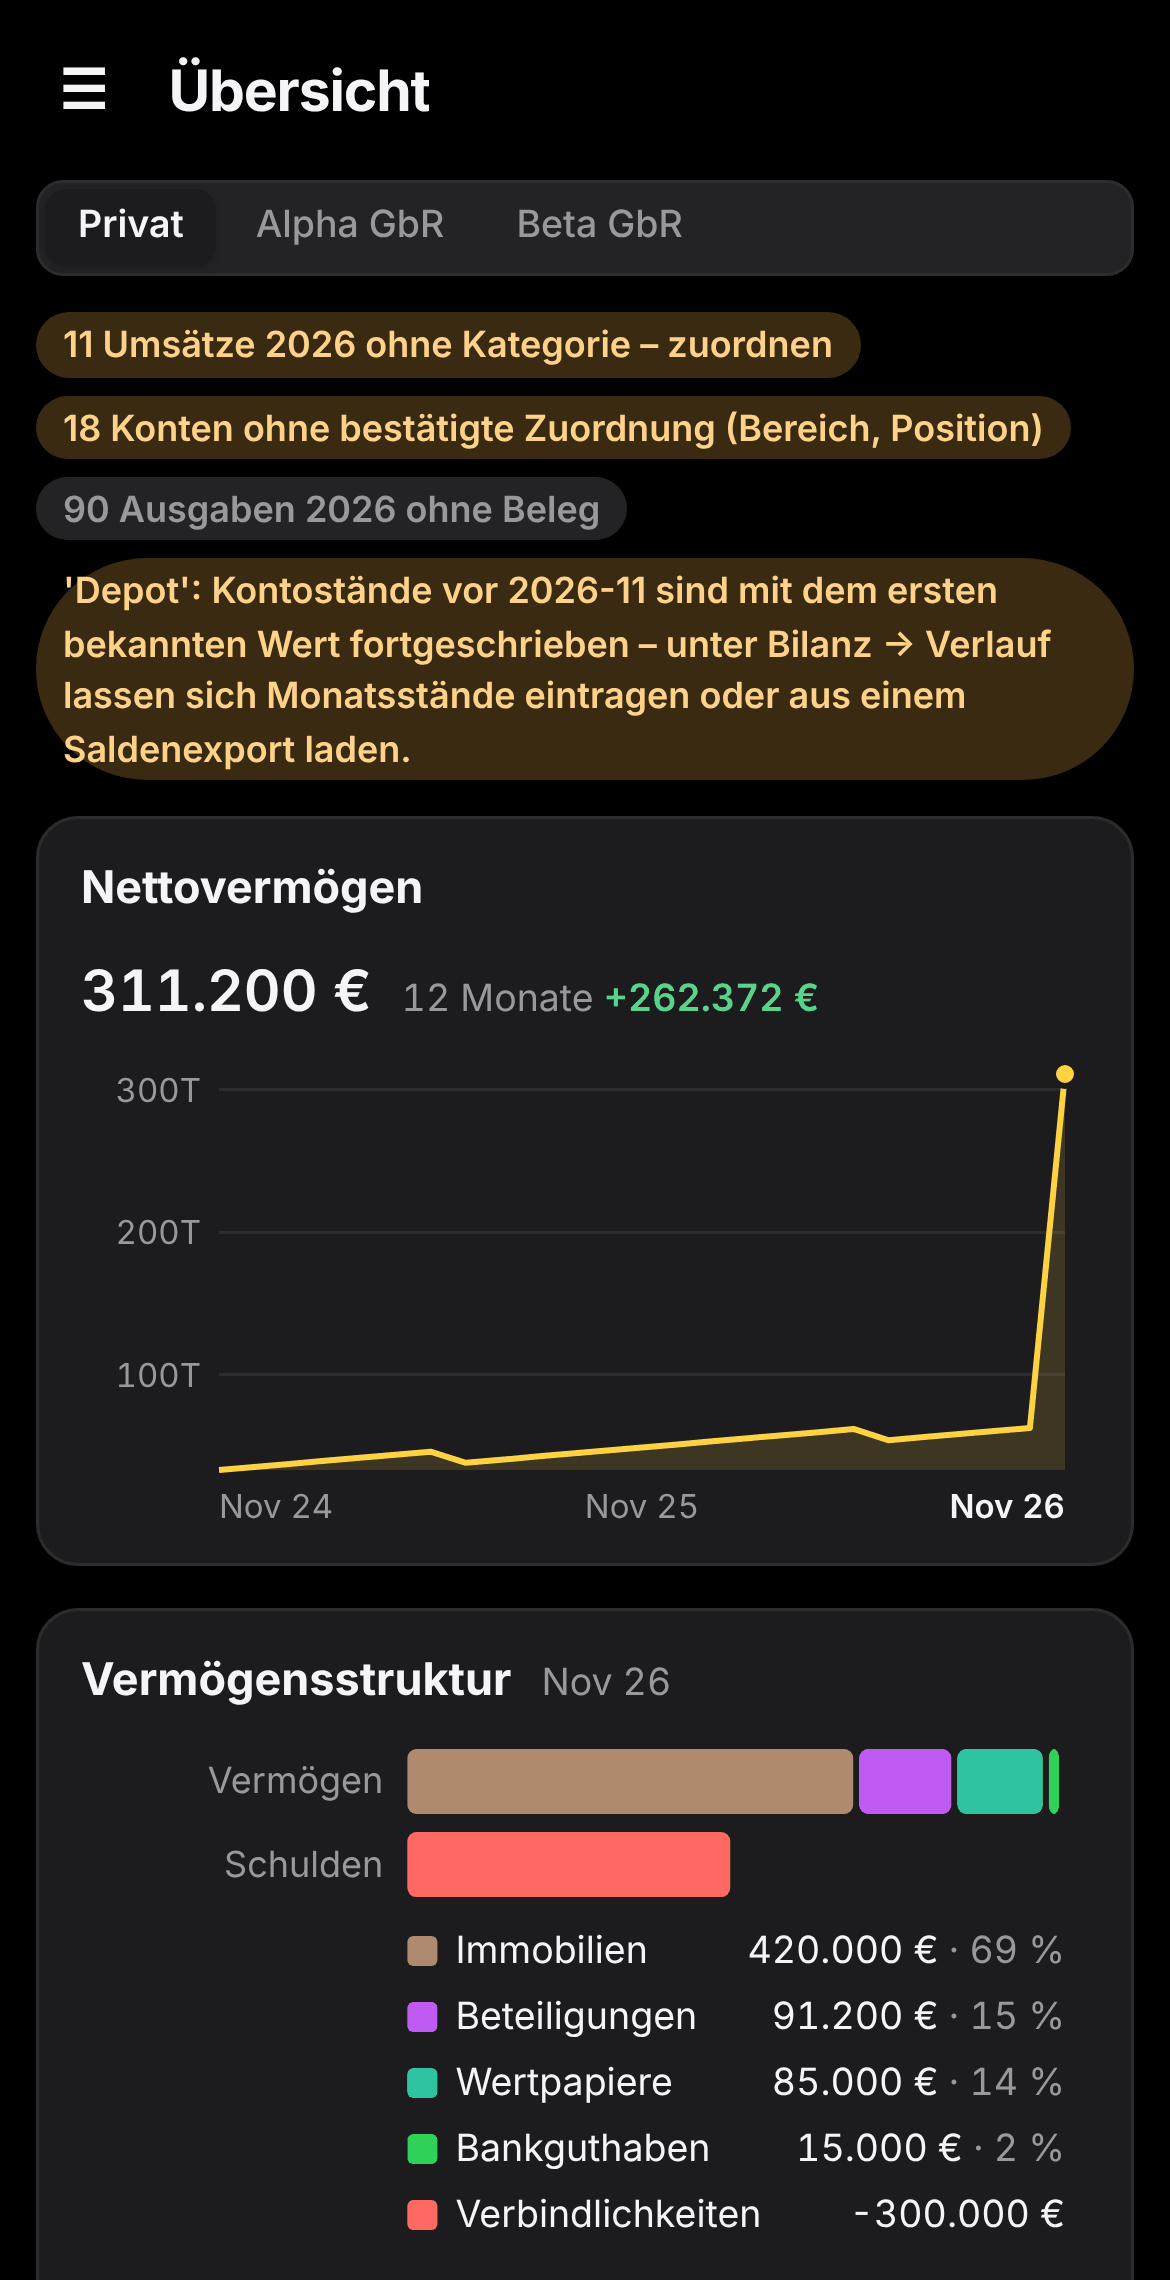 ☰ Übersicht
Privat Alpha GbR Beta GbR
11 Umsätze 2026 ohne Kategorie – zuordnen
18 Konten ohne bestätigte Zuordnung (Bereich, Position)
90 Ausgaben 2026 ohne Beleg
'Depot': Kontostände vor 2026-11 sind mit dem ersten
bekannten Wert fortgeschrieben – unter Bilanz → Verlauf
lassen sich Monatsstände eintragen oder aus einem
Saldenexport laden.
Nettovermögen
311.200 € 12 Monate +262.372 €
300T
200T
100T
Nov 24 Nov 25 Nov 26
Vermögensstruktur Nov 26
Vermögen
Schulden
Immobilien 420.000 € · 69 %
Beteiligungen 91.200 € · 15 %
Wertpapiere 85.000 € · 14 %
Bankguthaben 15.000 € · 2 %
Verbindlichkeiten -300.000 €